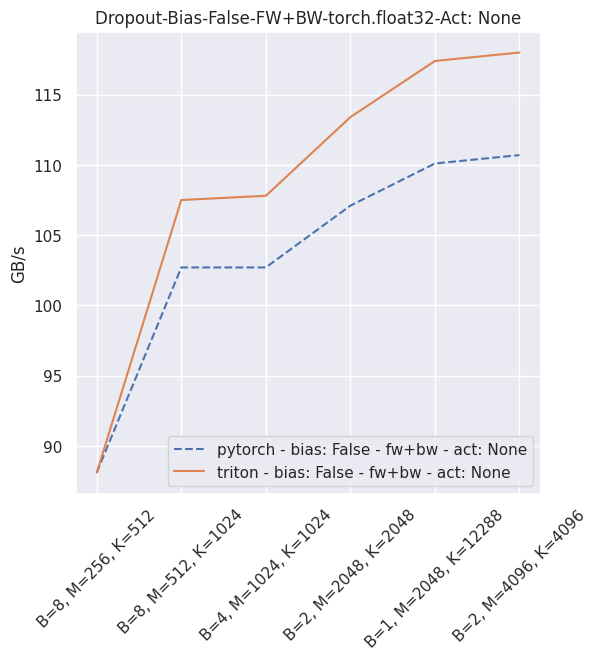 Dropout-Bias-False-FW+BW-torch.float32-Act: None
GB/s
115
110
105
100
95
90
pytorch - bias: False - fw+bw - act: None
triton - bias: False - fw+bw - act: None
B=8, M=256, K=512
B=8, M=512, K=1024
B=4, M=1024, K=1024
B=2, M=2048, K=2048
B=1, M=2048, K=12288
B=2, M=4096, K=4096